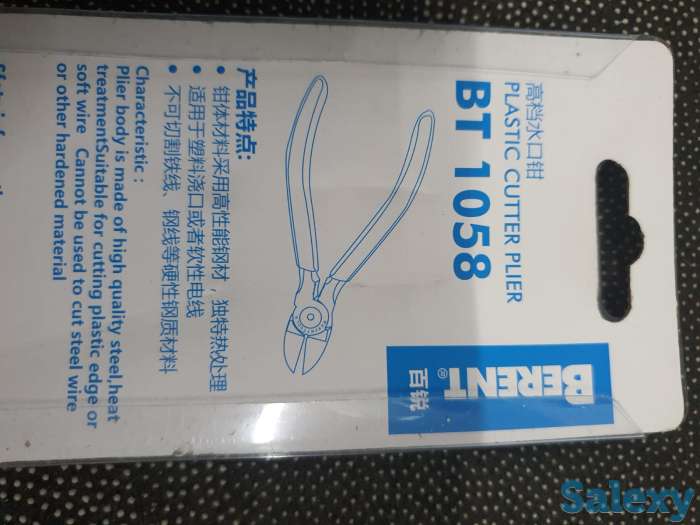 BERENT®
百锐
高档水口钳
PLASTIC CUTTER PLIER
BT 1058
产品特点:
• 钳体材料采用高性能钢材，独特热处理
• 适用于塑料浇口或者软性电线
• 不可切割铁线、钢线等硬性钢质材料
Characteristic :
Plier body is made of high quality steel,heat
treatmentSuitable for cutting plastic edge or
soft wire Cannot be used to cut steel wire
or other hardened material
Salexy